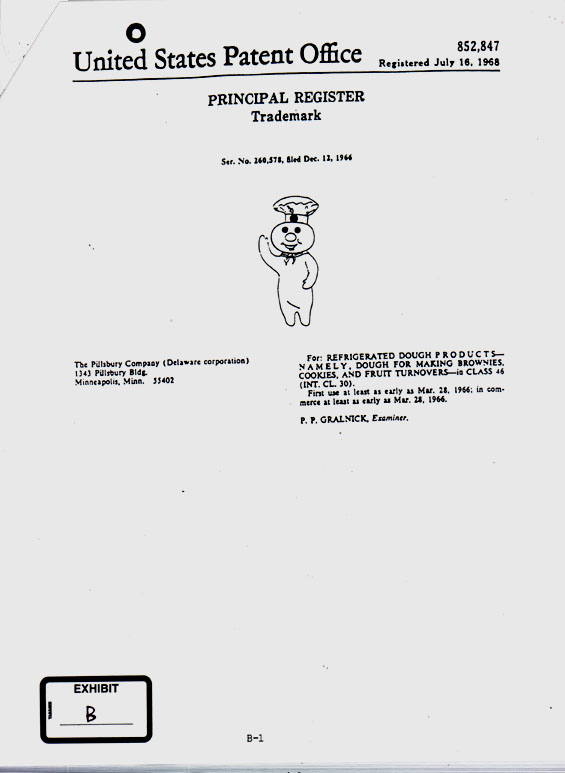 United States Patent Office
852,847
Registered July 16, 1968
PRINCIPAL REGISTER
Trademark
Ser. No. 260,578, filed Dec. 12, 1966
The Pillsbury Company (Delaware corporation)
1343 Pillsbury Bldg.
Minneapolis, Minn. 55402
For: REFRIGERATED DOUGH PRODUCTS—
NAMELY, DOUGH FOR MAKING BROWNIES,
COOKIES, AND FRUIT TURNOVERS—in CLASS 46
(INT. CL. 30).
First use at least as early as Mar. 28, 1966; in com-
merce at least as early as Mar. 28, 1966.
P. P. GRALNICK, Examiner.
EXHIBIT
B
B-1